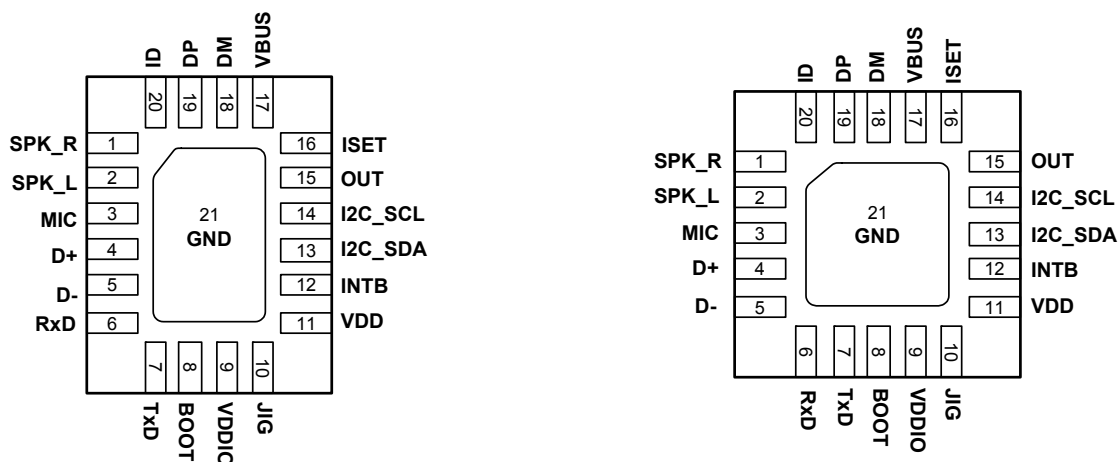 ID DP DM VBUS
20 19 18 17
SPK_R 1 16 ISET
SPK_L 2 15 OUT
MIC 3 14 I2C_SCL
D+ 4 13 I2C_SDA
D- 5 12 INTB
RxD 6 11 VDD
21
GND
7 8 9 10
TxD BOOT VDDIO JIG
ID DP DM VBUS ISET
20 19 18 17 16
SPK_R 1 15 OUT
SPK_L 2 14 I2C_SCL
MIC 3 13 I2C_SDA
D+ 4 12 INTB
D- 5 11 VDD
21
GND
6 7 8 9 10
RxD TxD BOOT VDDIO JIG